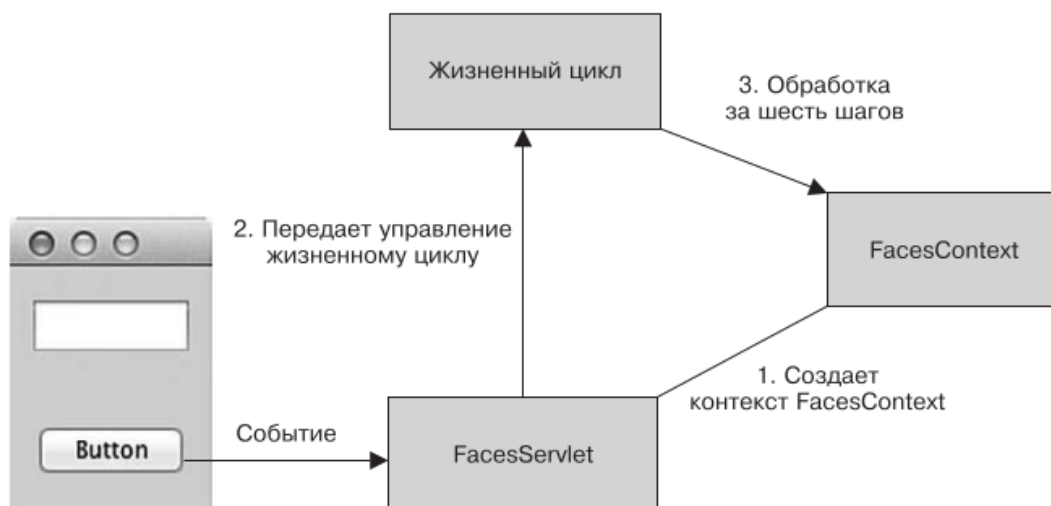 Жизненный цикл
3. Обработка
за шесть шагов
2. Передает управление
жизненному циклу
FacesContext
1. Создает
контекст FacesContext
Button
Событие
FacesServlet